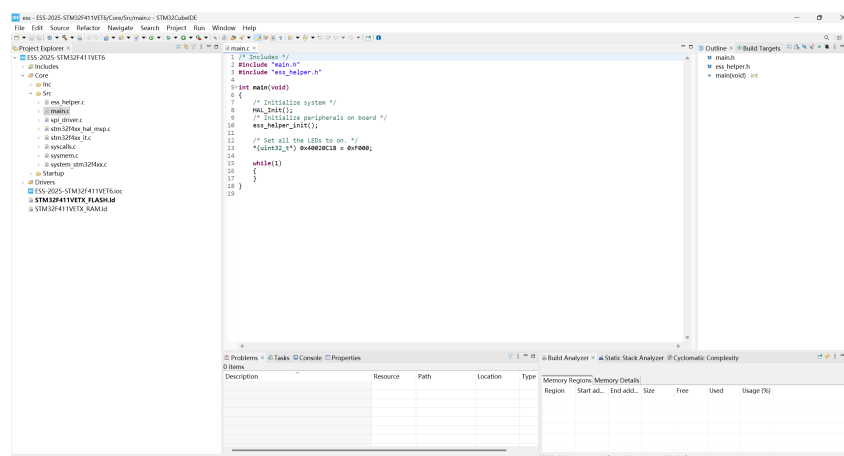 ess - ESS-2025-STM32F411VET6/Core/Src/main.c - STM32CubeIDE
File Edit Source Refactor Navigate Search Project Run Window Help
Project Explorer ×
ESS-2025-STM32F411VET6
Includes
Core
Inc
Src
ess_helper.c
main.c
spi_driver.c
stm32f4xx_hal_msp.c
stm32f4xx_it.c
syscalls.c
sysmem.c
system_stm32f4xx.c
Startup
Drivers
ESS-2025-STM32F411VET6.ioc
STM32F411VETX_FLASH.ld
STM32F411VETX_RAM.ld
main.c ×
1 /* Includes */
2 #include "main.h"
3 #include "ess_helper.h"
4
5 int main(void)
6 {
7 /* Initialize system */
8 HAL_Init();
9 /* Initialize peripherals on board */
10 ess_helper_init();
11
12 /* Set all the LEDs to on. */
13 *(uint32_t*) 0x40020C18 = 0xF000;
14
15 while(1)
16 {
17 }
18 }
19
Outline × Build Targets
main.h
ess_helper.h
main(void) : int
Problems × Tasks Console Properties
0 items
Description Resource Path Location Type
Build Analyzer × Static Stack Analyzer Cyclomatic Complexity
Memory Regions Memory Details
Region Start ad... End add... Size Free Used Usage (%)